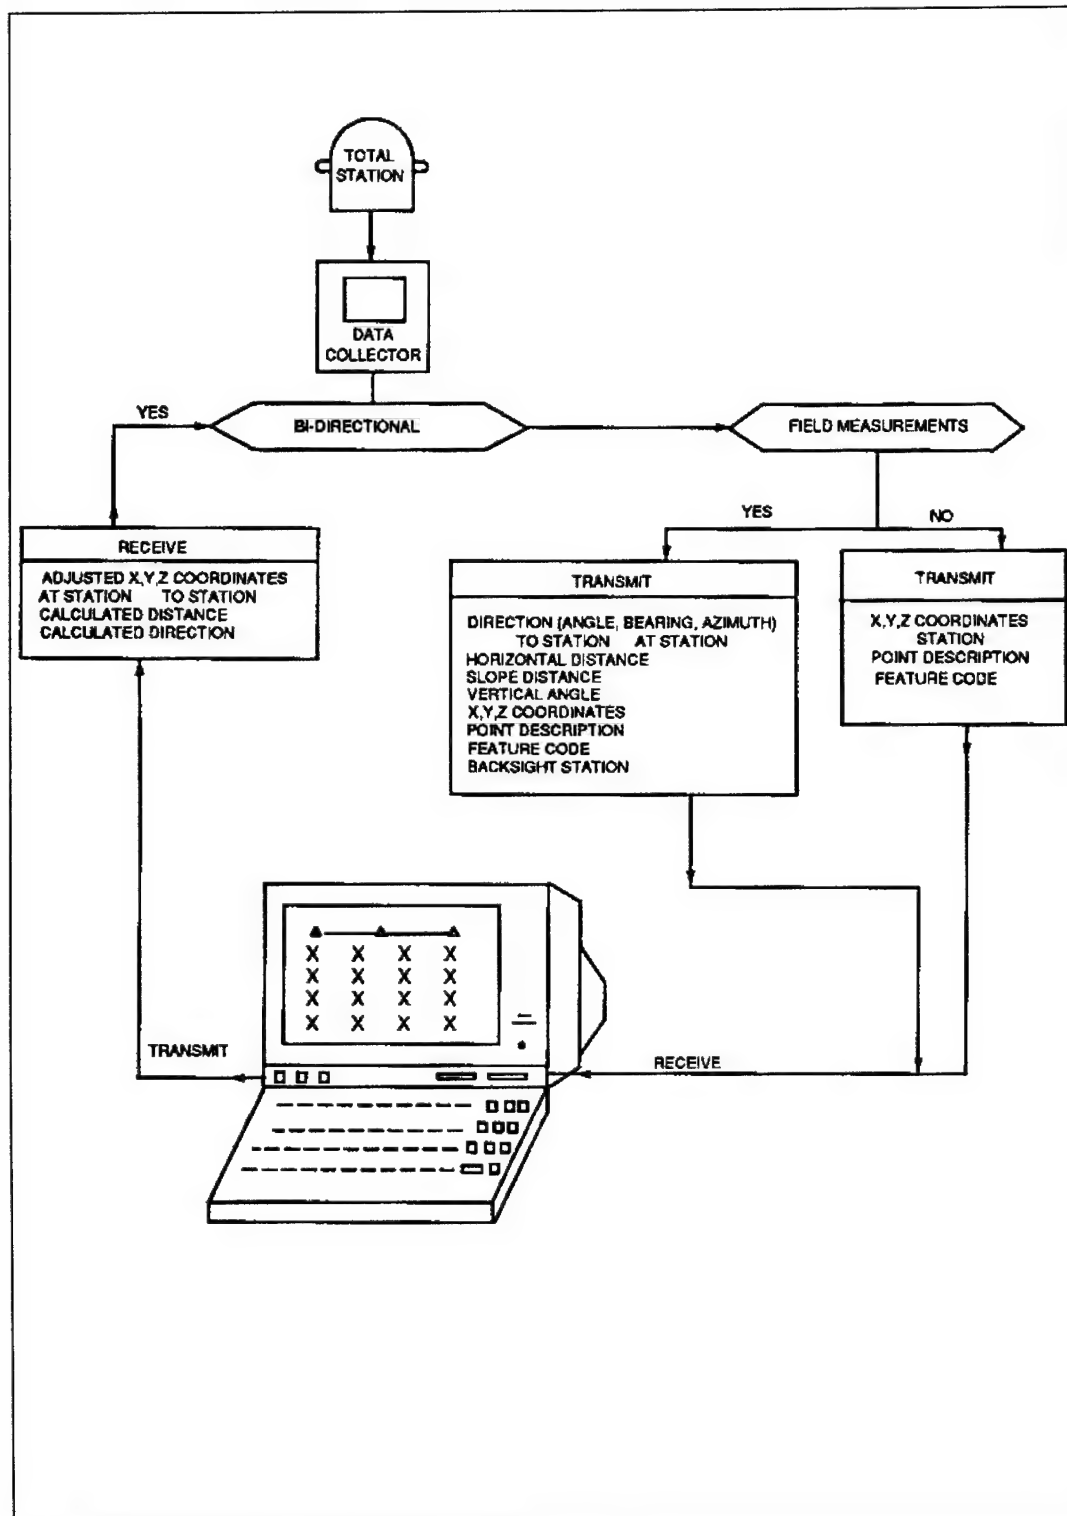 TOTAL
STATION
DATA
COLLECTOR
YES
BI-DIRECTIONAL
FIELD MEASUREMENTS
RECEIVE
ADJUSTED X,Y,Z COORDINATES
AT STATION TO STATION
CALCULATED DISTANCE
CALCULATED DIRECTION
YES
NO
TRANSMIT
DIRECTION (ANGLE, BEARING, AZIMUTH)
TO STATION AT STATION
HORIZONTAL DISTANCE
SLOPE DISTANCE
VERTICAL ANGLE
X,Y,Z COORDINATES
POINT DESCRIPTION
FEATURE CODE
BACKSIGHT STATION
TRANSMIT
X,Y,Z COORDINATES
STATION
POINT DESCRIPTION
FEATURE CODE
X X X X
X X X X
X X X X
X X X X
TRANSMIT
RECEIVE